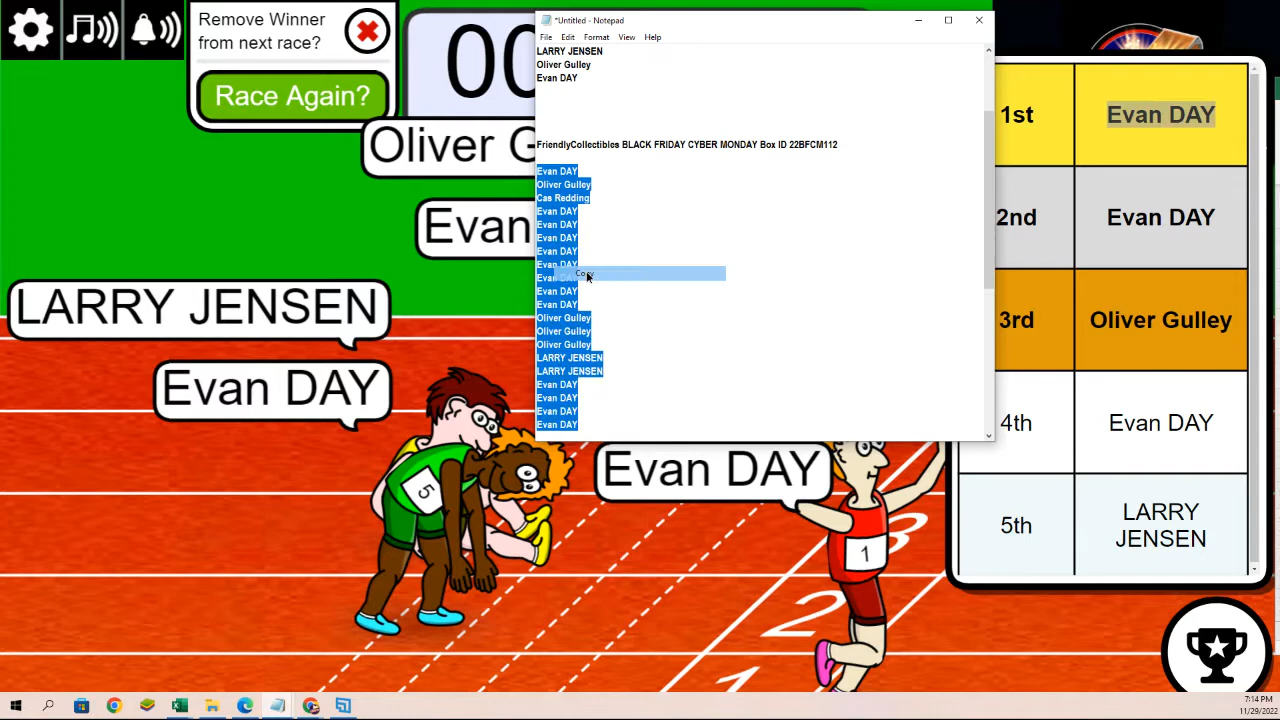 Remove Winner
from next race?
Race Again?
00
Oliver G
Evan
LARRY JENSEN
Evan DAY
Evan DAY
5
1
3
2
1
*Untitled - Notepad
File Edit Format View Help
LARRY JENSEN
Oliver Gulley
Evan DAY
FriendlyCollectibles BLACK FRIDAY CYBER MONDAY Box ID 22BFCM112
Evan DAY
Oliver Gulley
Cas Redding
Evan DAY
Evan DAY
Evan DAY
Evan DAY
Evan DAY
Evan
Copy
Evan DAY
Evan DAY
Oliver Gulley
Oliver Gulley
Oliver Gulley
LARRY JENSEN
LARRY JENSEN
Evan DAY
Evan DAY
Evan DAY
Evan DAY
1st Evan DAY
2nd Evan DAY
3rd Oliver Gulley
4th Evan DAY
5th LARRY
JENSEN
7:14 PM
11/29/2022